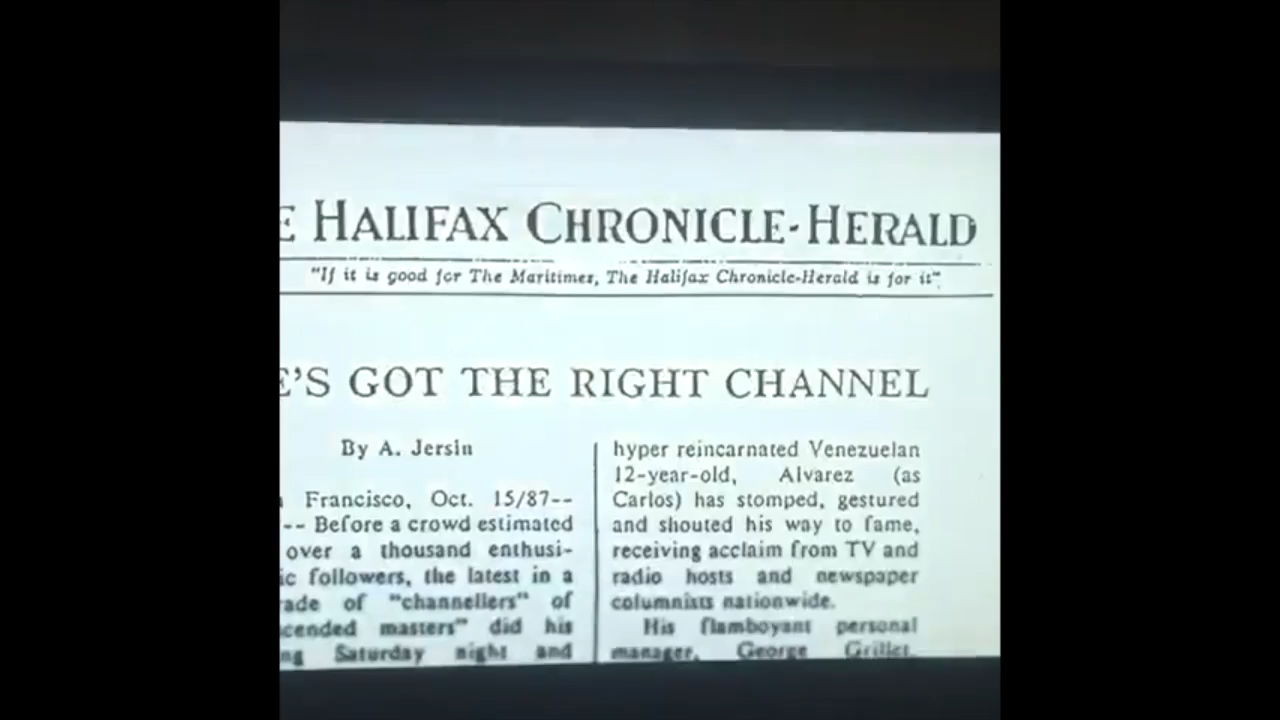 E HALIFAX CHRONICLE-HERALD
"If it is good for The Maritimes, The Halifax Chronicle-Herald is for it".
E'S GOT THE RIGHT CHANNEL
By A. Jersin
Francisco, Oct. 15/87--
-- Before a crowd estimated
over a thousand enthusi-
ic followers, the latest in a
ade of "channellers" of
cended masters" did his
ng Saturday night and
hyper reincarnated Venezuelan
12-year-old, Alvarez (as
Carlos) has stomped, gestured
and shouted his way to fame,
receiving acclaim from TV and
radio hosts and newspaper
columnists nationwide.
His flamboyant personal
manager, George Grillet,